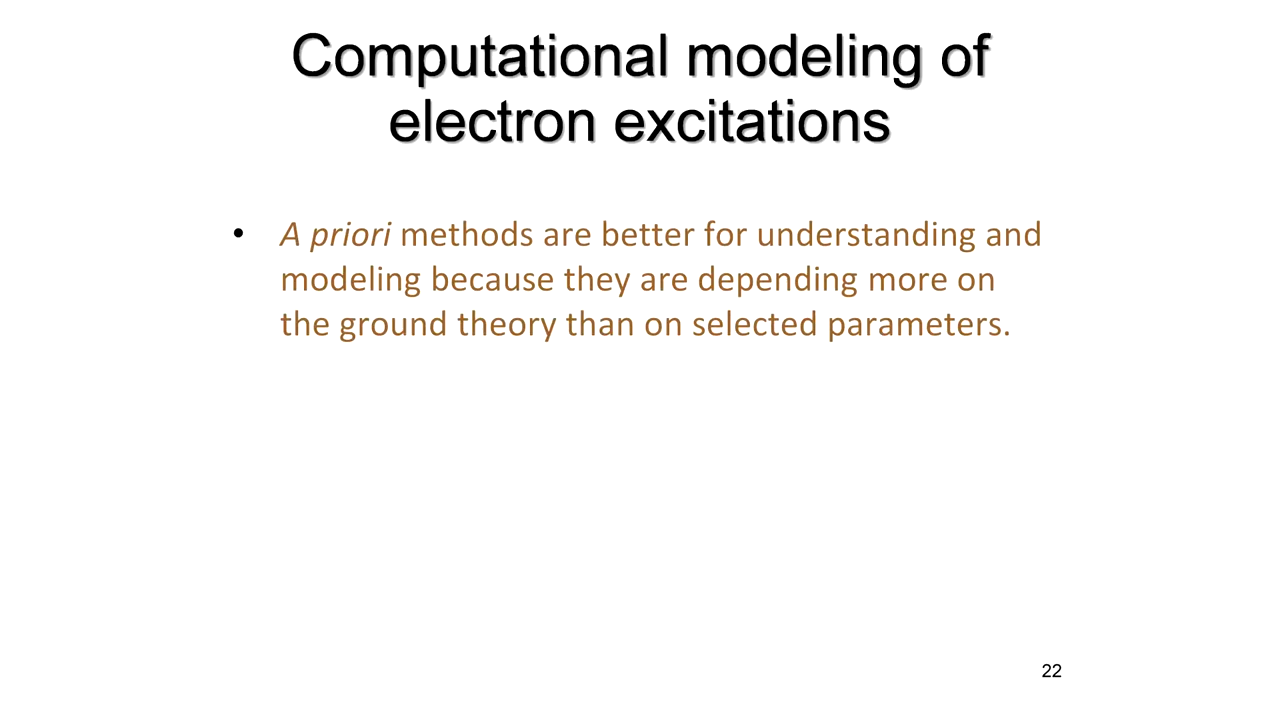 Computational modeling of
electron excitations
• A priori methods are better for understanding and
modeling because they are depending more on
the ground theory than on selected parameters.
22